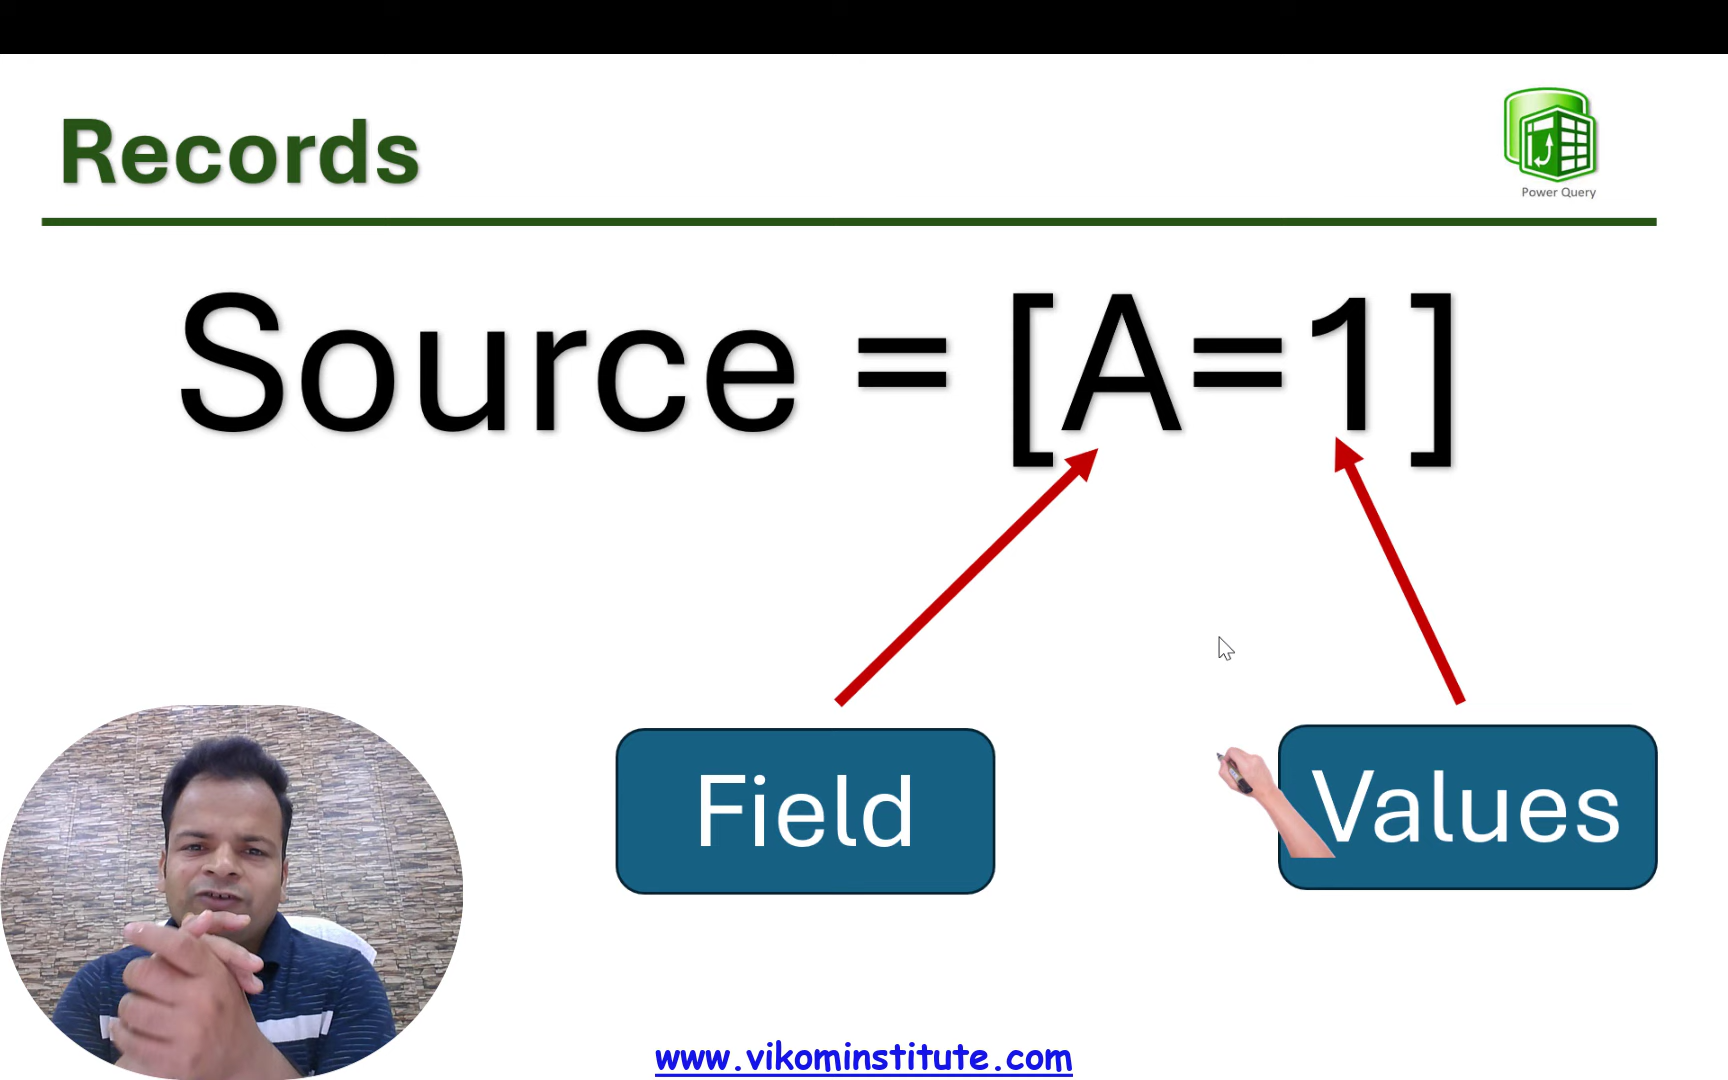 Records
Power Query
Source = [A=1]
Field
Values
www.vikominstitute.com